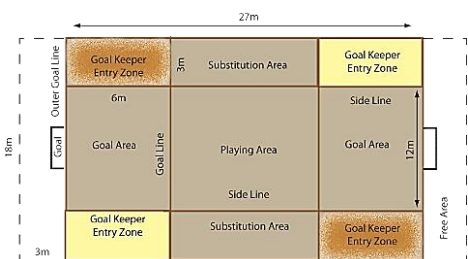 27m
Outer Goal Line
Goal Keeper
Entry Zone
3m
Substitution Area
Goal Keeper
Entry Zone
6m
Side Line
18m
Goal
Goal Area
Goal Line
Playing Area
Goal Area
12m
Side Line
Free Area
Goal Keeper
Entry Zone
Substitution Area
Goal Keeper
Entry Zone
3m